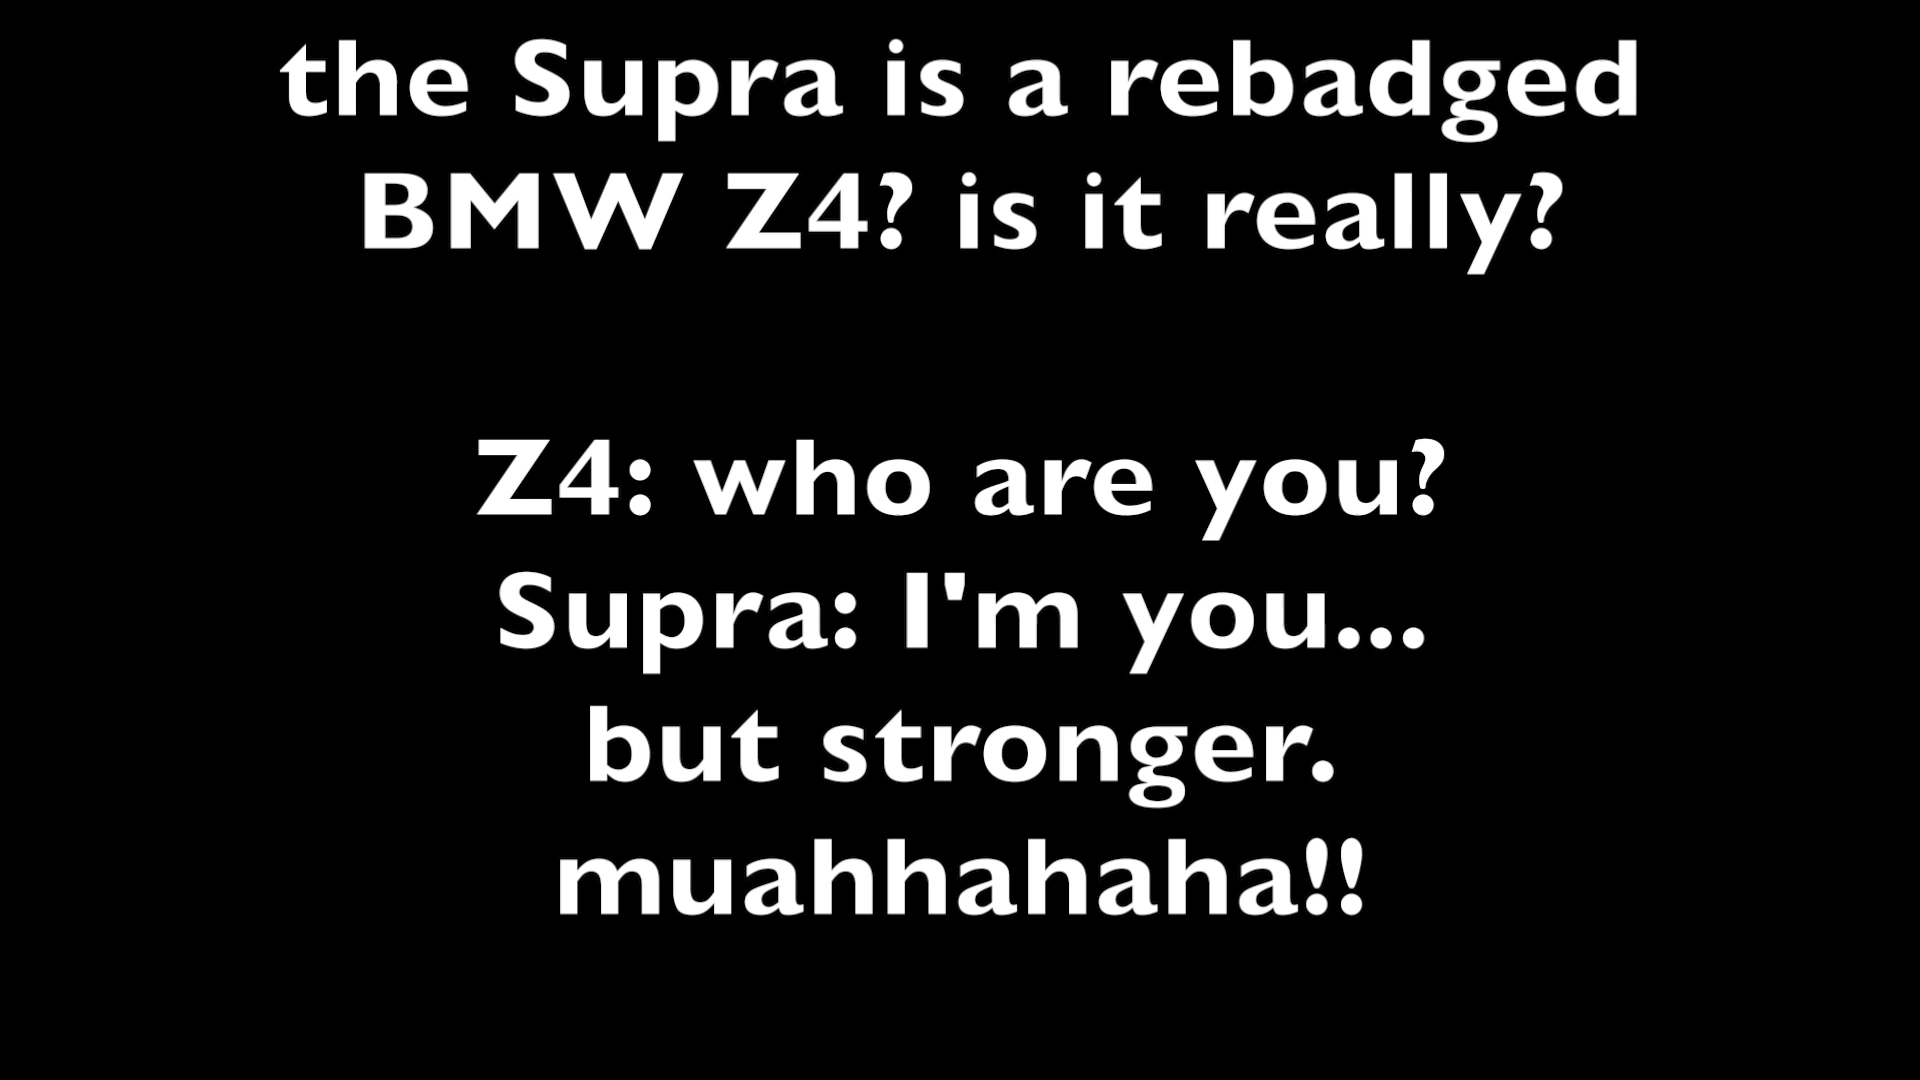 the Supra is a rebadged
BMW Z4? is it really?
Z4: who are you?
Supra: I'm you...
but stronger.
muahhahaha!!